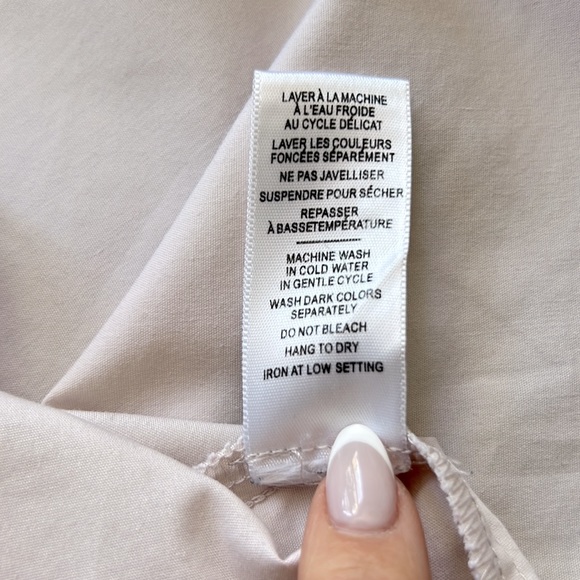 LAVER À LA MACHINE
À L'EAU FROIDE
AU CYCLE DÉLICAT
LAVER LES COULEURS
FONCÉES SÉPARÉMENT
NE PAS JAVELLISER
SUSPENDRE POUR SÉCHER
REPASSER
À BASSE TEMPÉRATURE
MACHINE WASH
IN COLD WATER
IN GENTLE CYCLE
WASH DARK COLORS
SEPARATELY
DO NOT BLEACH
HANG TO DRY
IRON AT LOW SETTING